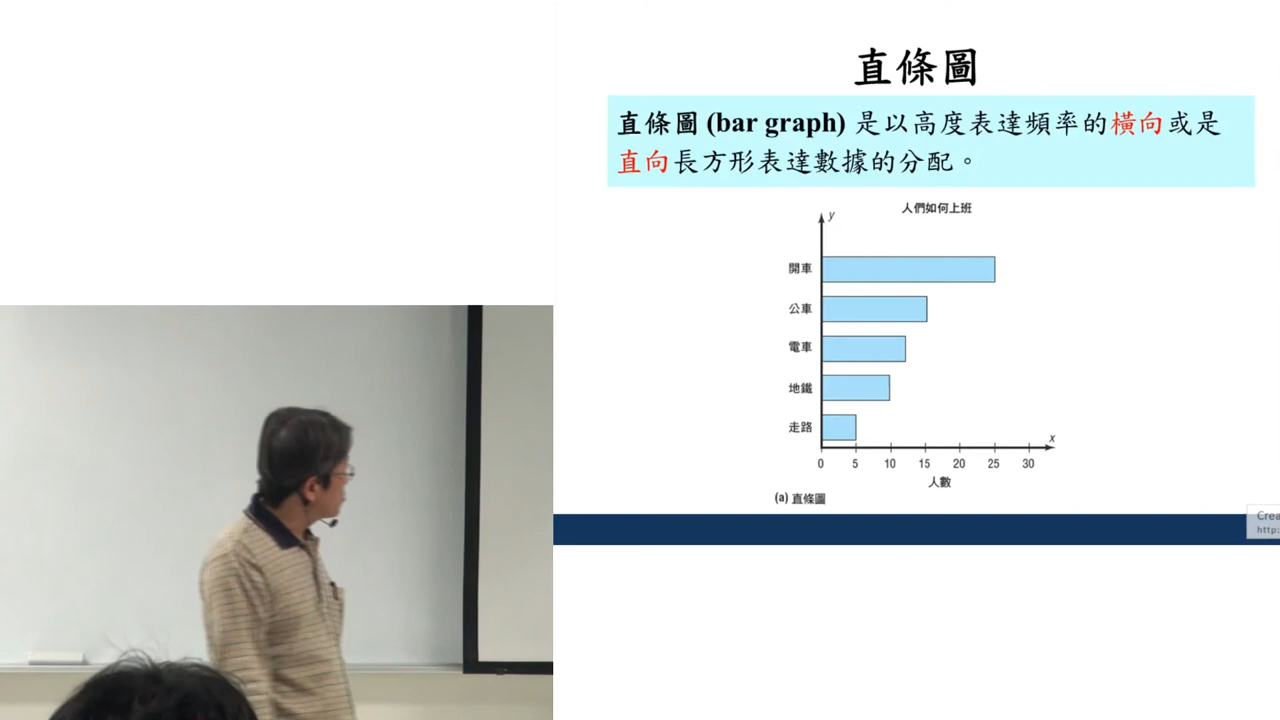 直條圖
直條圖 (bar graph) 是以高度表達頻率的橫向或是
直向長方形表達數據的分配。
人們如何上班
y
開車
公車
電車
地鐵
走路
x
0 5 10 15 20 25 30
人數
(a) 直條圖
Crea
http: